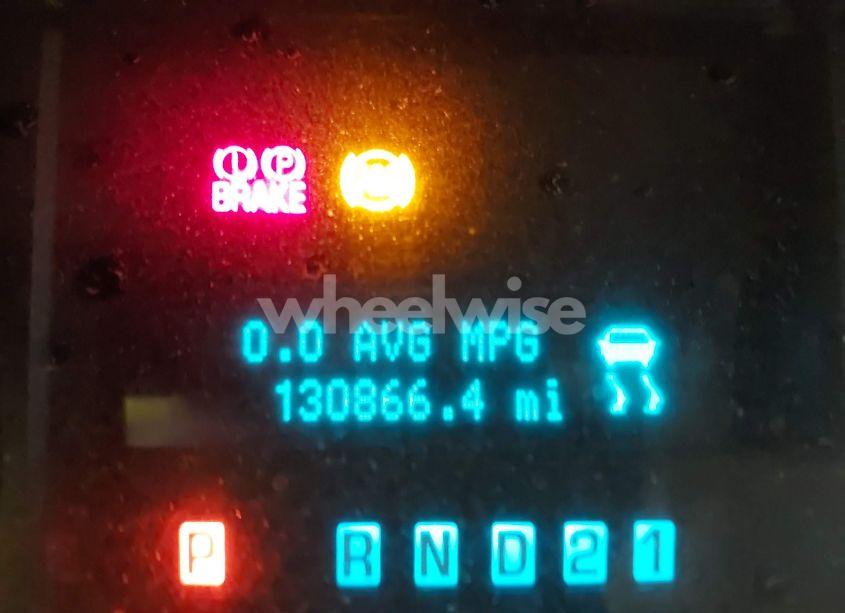 ! P
BRAKE
wheelwise
0.0 AVG MPG
130866.4 mi
P R N D 2 1